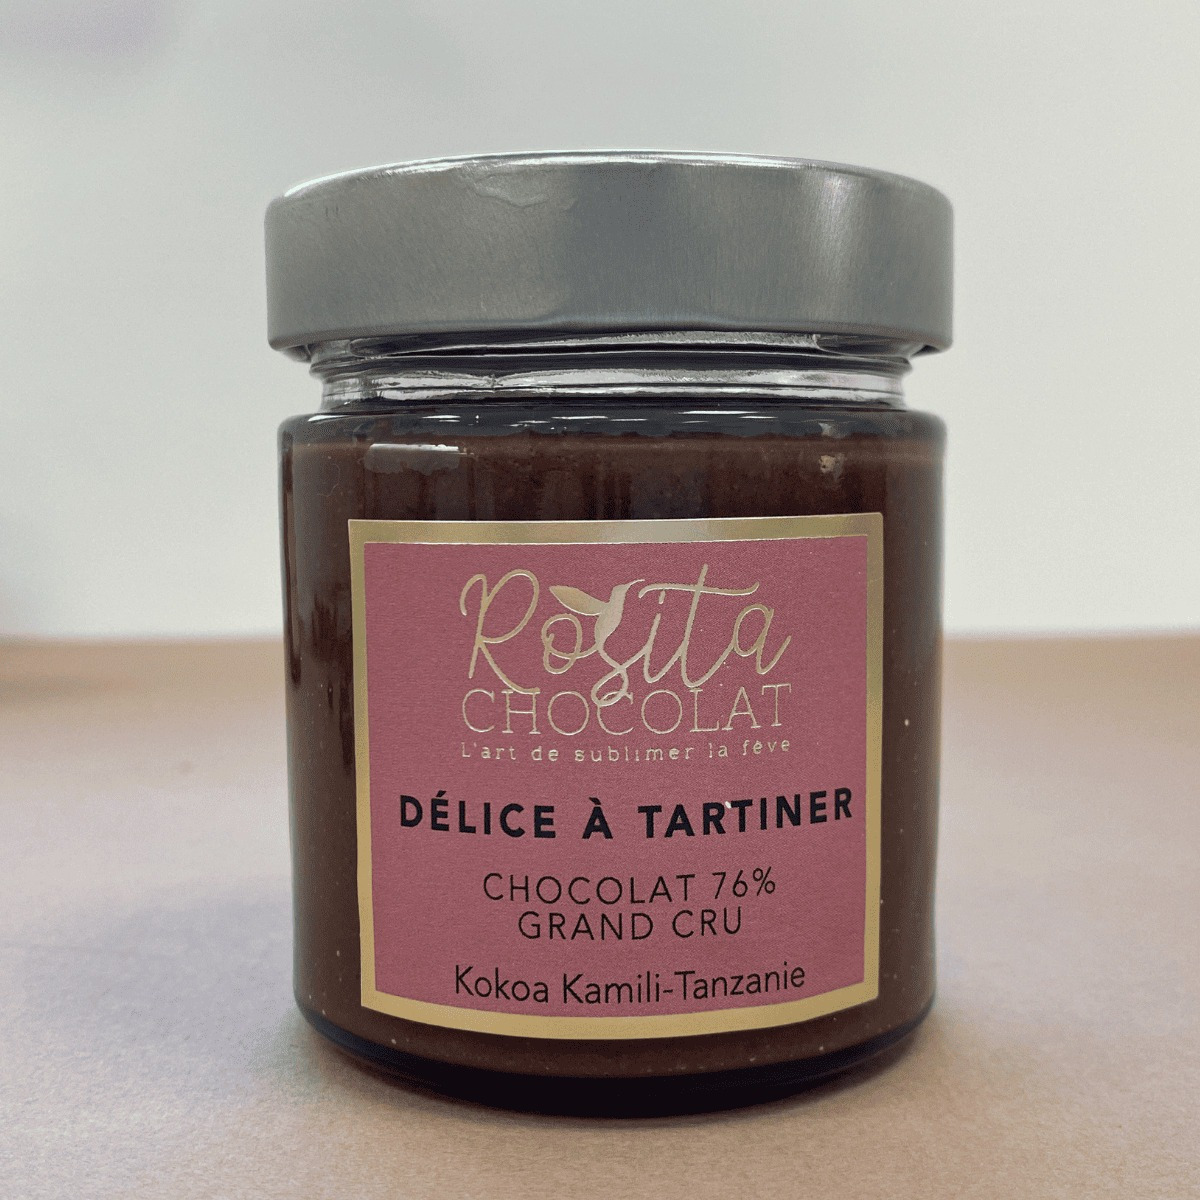 Rosita
CHOCOLAT
L'art de sublimer la fève
DÉLICE À TARTINER
CHOCOLAT 76%
GRAND CRU
Kokoa Kamili-Tanzanie